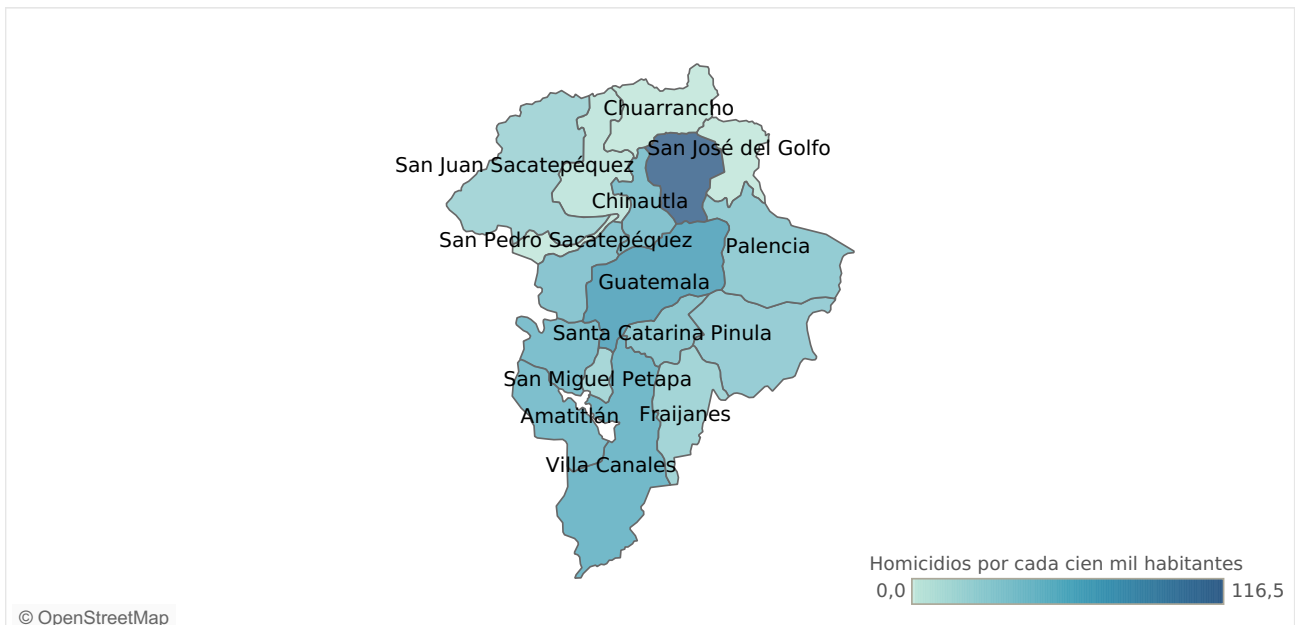 Chuarrancho
San José del Golfo
San Juan Sacatepéquez
Chinautla
San Pedro Sacatepéquez
Palencia
Guatemala
Santa Catarina Pinula
San Miguel Petapa
Amatitlán
Fraijanes
Villa Canales
Homicidios por cada cien mil habitantes
0,0
116,5
© OpenStreetMap